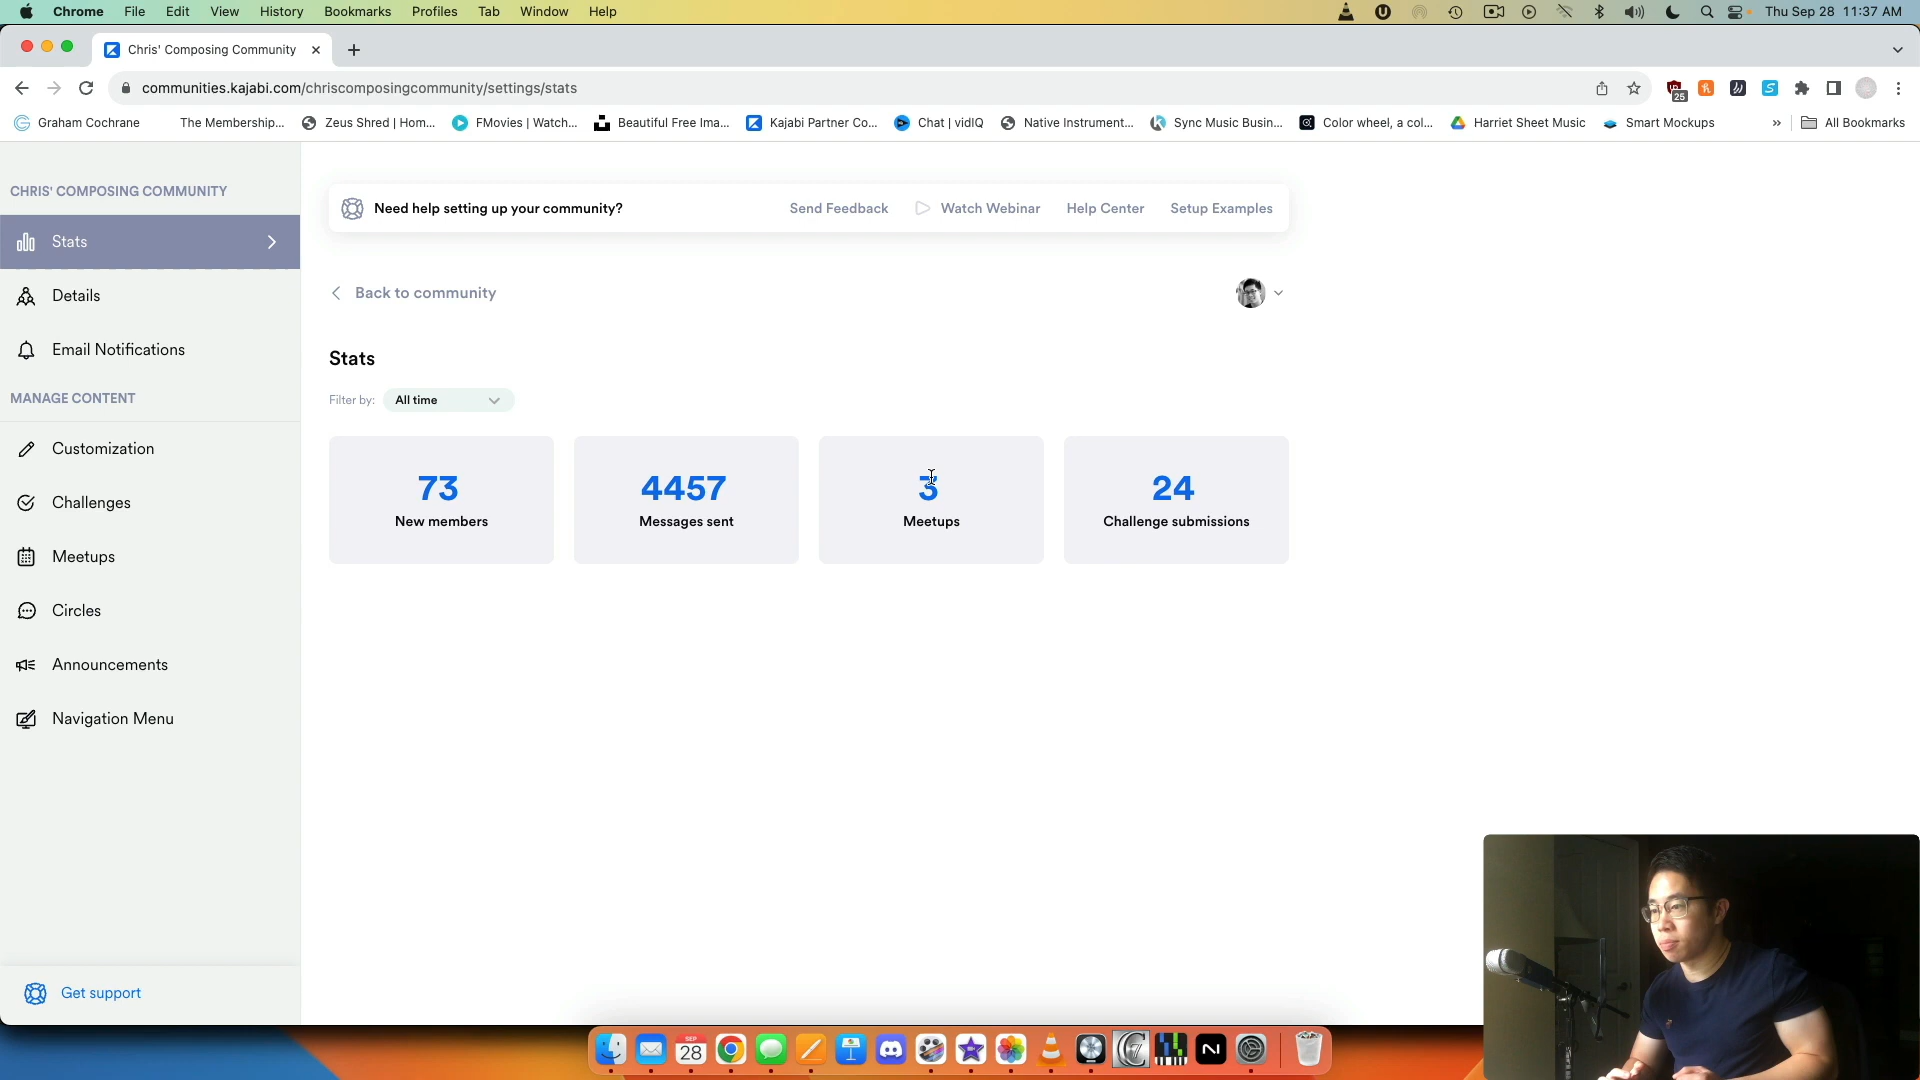 Chrome File Edit View History Bookmarks Profiles Tab Window Help Thu Sep 28 11:37 AM
Chris' Composing Community
communities.kajabi.com/chriscomposingcommunity/settings/stats 25
Graham Cochrane The Membership... Zeus Shred | Hom... FMovies | Watch... Beautiful Free Ima... Kajabi Partner Co... Chat | vidIQ Native Instrument... Sync Music Busin... Color wheel, a col... Harriet Sheet Music Smart Mockups » All Bookmarks
CHRIS' COMPOSING COMMUNITY
Stats
Details
Email Notifications
MANAGE CONTENT
Customization
Challenges
Meetups
Circles
Announcements
Navigation Menu
Get support
Need help setting up your community? Send Feedback Watch Webinar Help Center Setup Examples
Back to community
Stats
Filter by: All time
73
New members
4457
Messages sent
3
Meetups
24
Challenge submissions
SEP
28